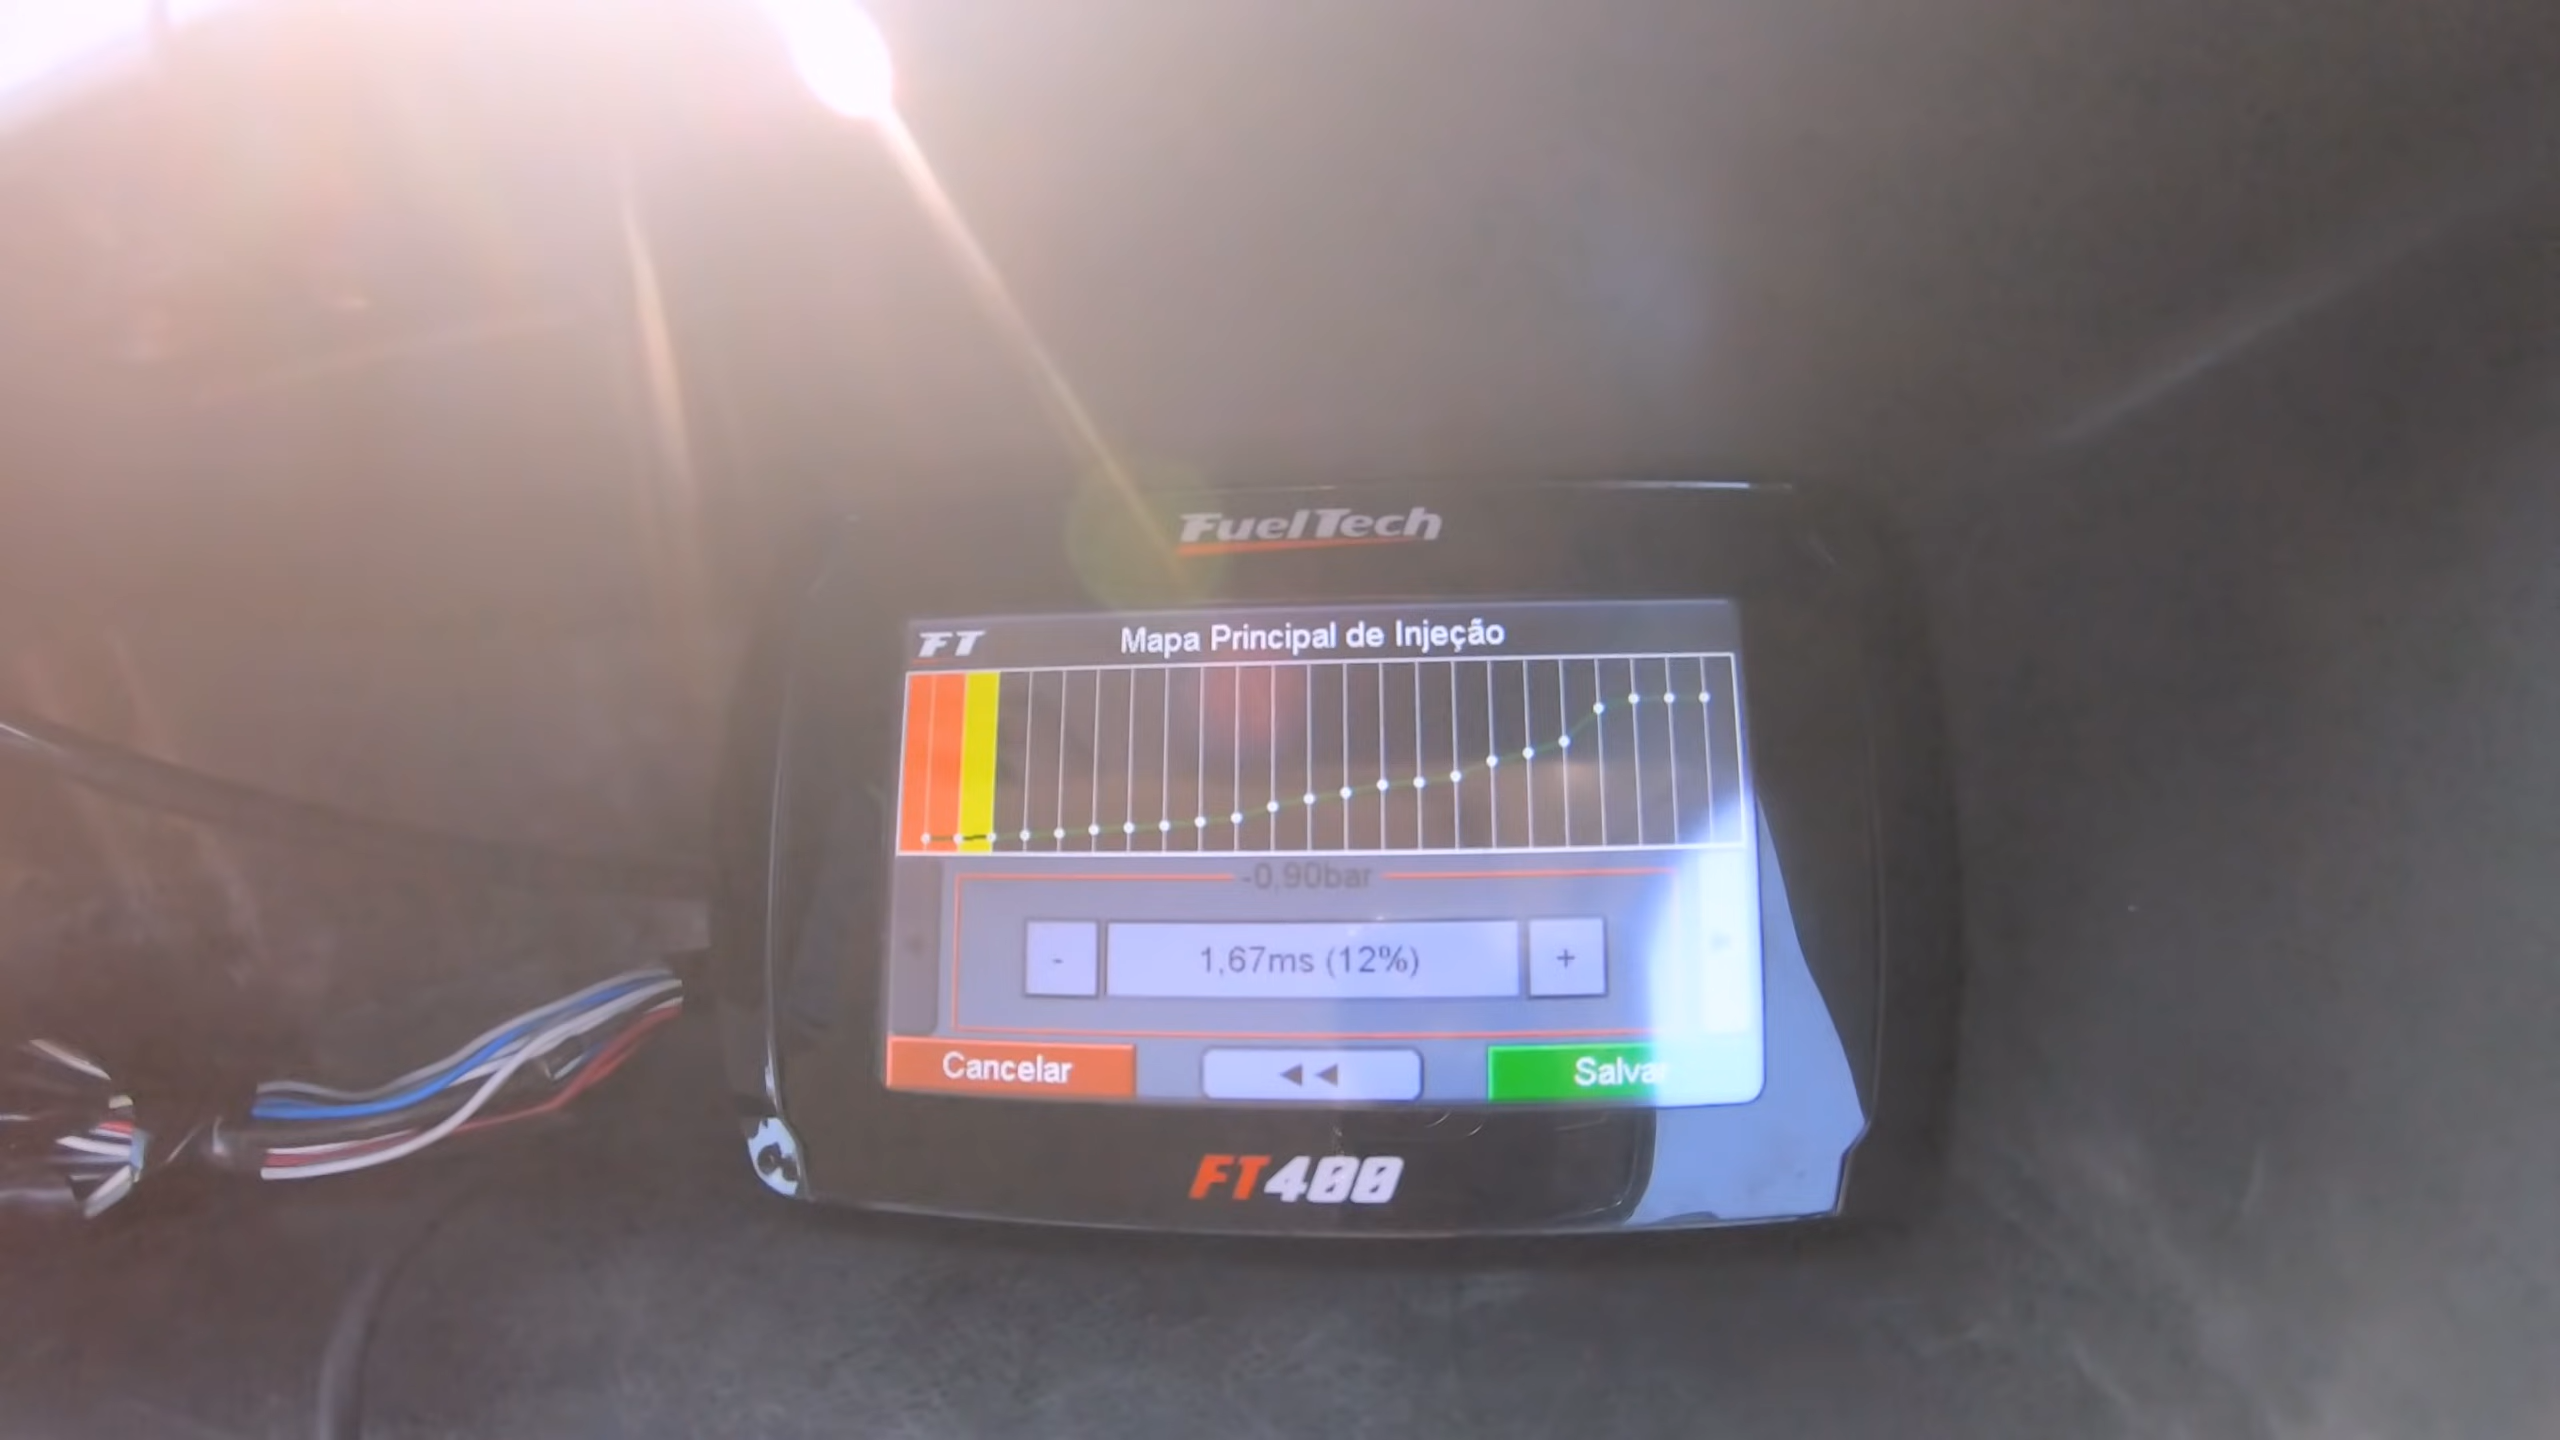 FuelTech
FT Mapa Principal de Injeção
-0,90bar
- 1,67ms (12%) +
Cancelar Salvar
FT400